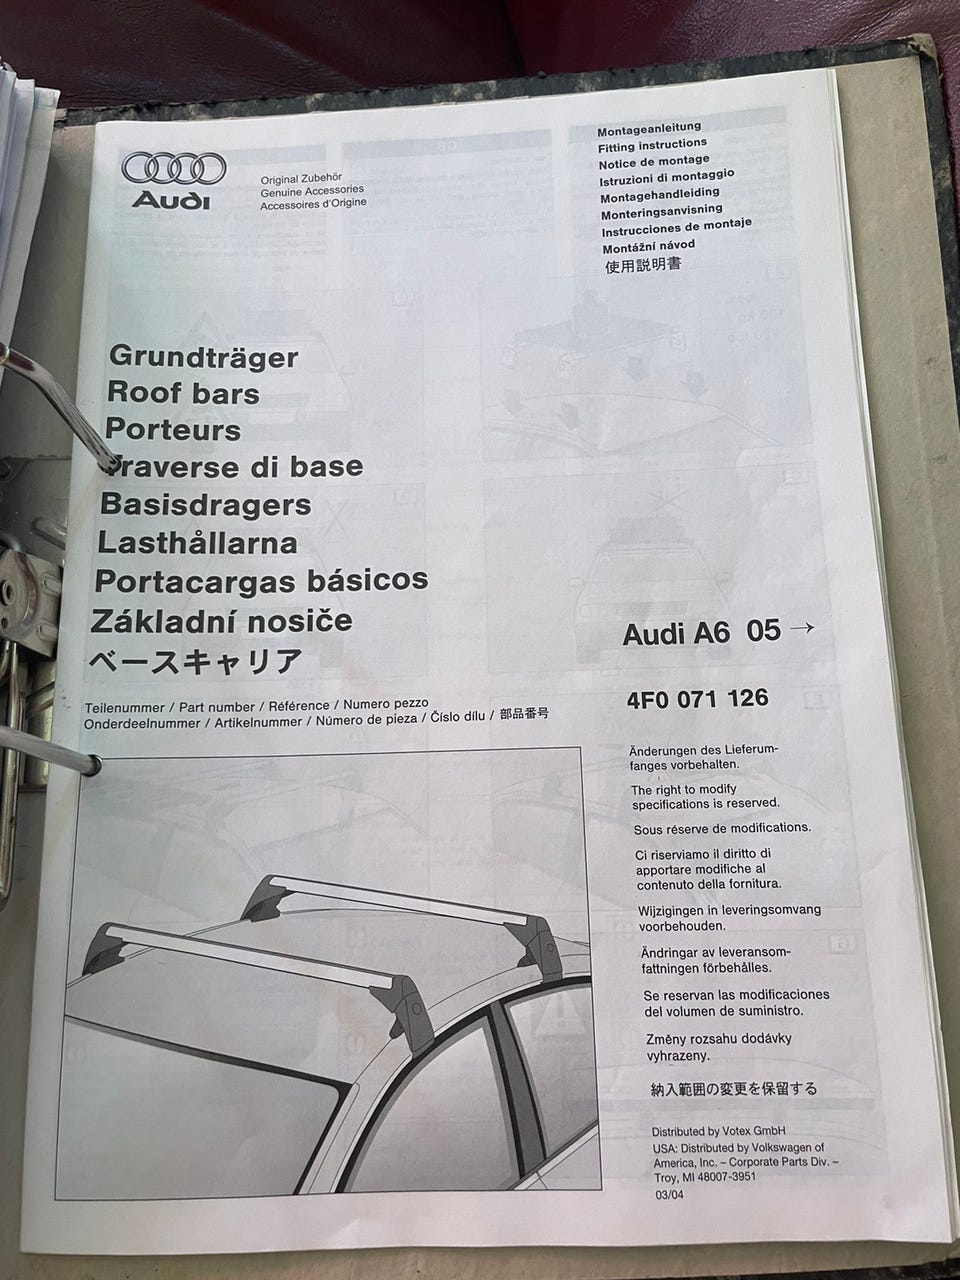 Audi
Original Zubehör
Genuine Accessories
Accessoires d'Origine
Montageanleitung
Fitting instructions
Notice de montage
Istruzioni di montaggio
Montagehandleiding
Monteringsanvisning
Instrucciones de montaje
Montážní návod
使用説明書
Grundträger
Roof bars
Porteurs
Traverse di base
Basisdragers
Lasthållarna
Portacargas básicos
Základní nosiče
ベースキャリア
Audi A6 05 →
Teilenummer / Part number / Référence / Numero pezzo
Onderdeelnummer / Artikelnummer / Número de pieza / Číslo dílu / 部品番号
4F0 071 126
Änderungen des Lieferum-
fanges vorbehalten.
The right to modify
specifications is reserved.
Sous réserve de modifications.
Ci riserviamo il diritto di
apportare modifiche al
contenuto della fornitura.
Wijzigingen in leveringsomvang
voorbehouden.
Ändringar av leveransom-
fattningen förbehålles.
Se reservan las modificaciones
del volumen de suministro.
Změny rozsahu dodávky
vyhrazeny.
納入範囲の変更を保留する
Distributed by Votex GmbH
USA: Distributed by Volkswagen of
America, Inc. – Corporate Parts Div. –
Troy, MI 48007-3951
03/04